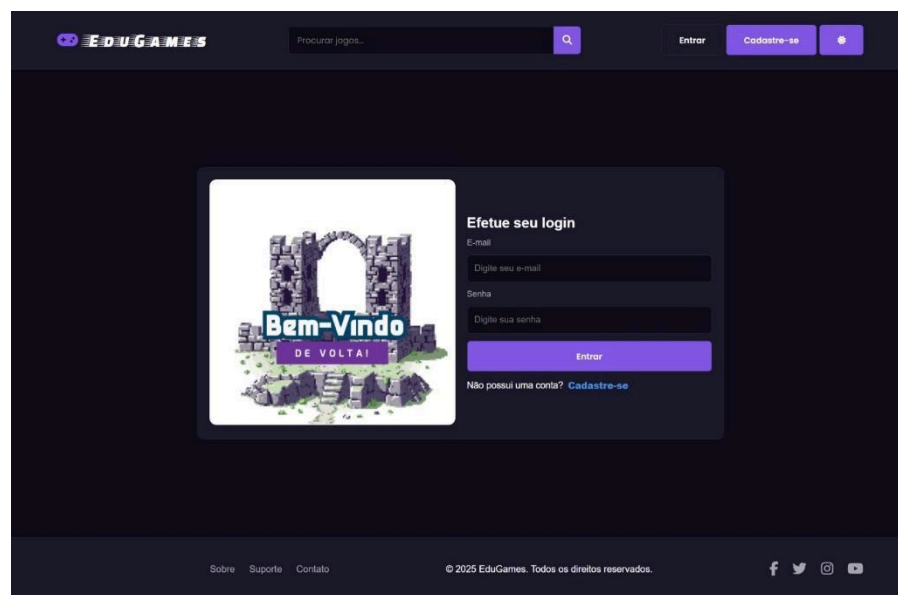 EDUGAMES
Procurar jogos...
Entrar
Cadastre-se
Bem-Vindo
DE VOLTA!
Efetue seu login
E-mail
Digite seu e-mail
Senha
Digite sua senha
Entrar
Não possui uma conta? Cadastre-se
Sobre Suporte Contato
© 2025 EduGames. Todos os direitos reservados.